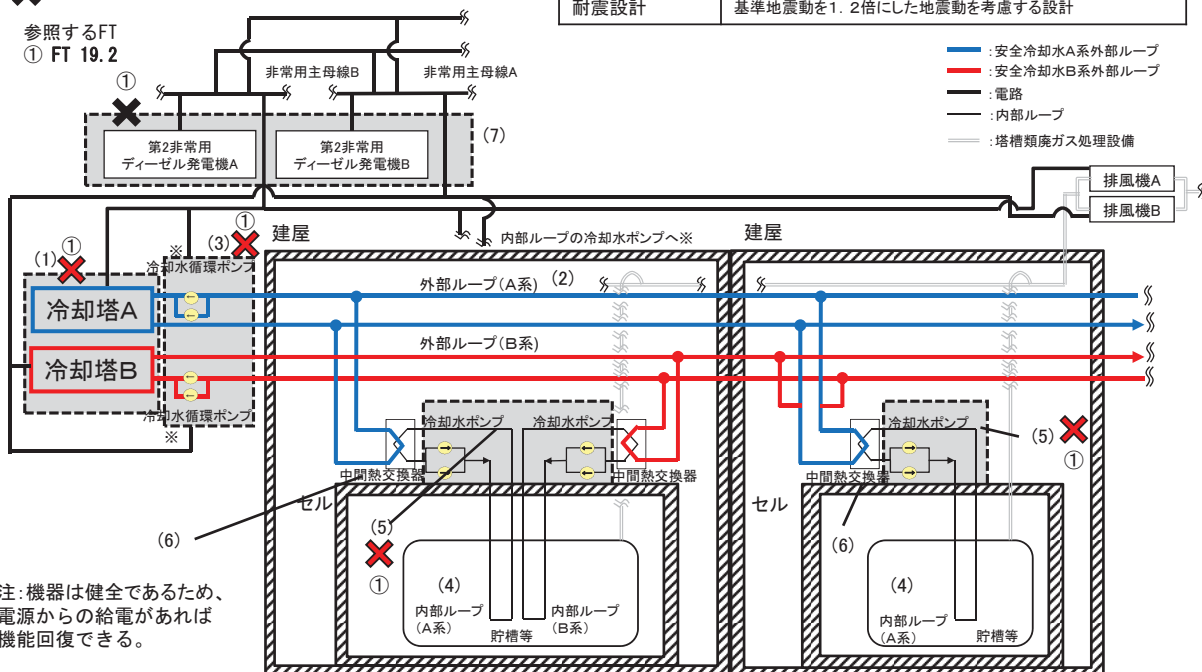 耐震設計
基準地震動を1.2倍にした地震動を考慮する設計
参照するFT
① FT 19.2
:安全冷却水A系外部ループ
:安全冷却水B系外部ループ
:電路
:内部ループ
:塔槽類廃ガス処理設備
非常用主母線B
非常用主母線A
①
第2非常用
ディーゼル発電機A
第2非常用
ディーゼル発電機B
(7)
排風機A
排風機B
(1)
①
(3)
①
※
冷却水循環ポンプ
建屋
内部ループの冷却水ポンプへ※
建屋
冷却塔A
冷却塔B
外部ループ(A系)
(2)
外部ループ(B系)
冷却水循環ポンプ
※
冷却水ポンプ
冷却水ポンプ
冷却水ポンプ
(5)
①
中間熱交換器
中間熱交換器
中間熱交換器
セル
セル
(6)
(5)
①
(6)
(4)
内部ループ
(A系)
内部ループ
(B系)
貯槽等
(4)
内部ループ
(A系)
貯槽等
注:機器は健全であるため、
電源からの給電があれば
機能回復できる。